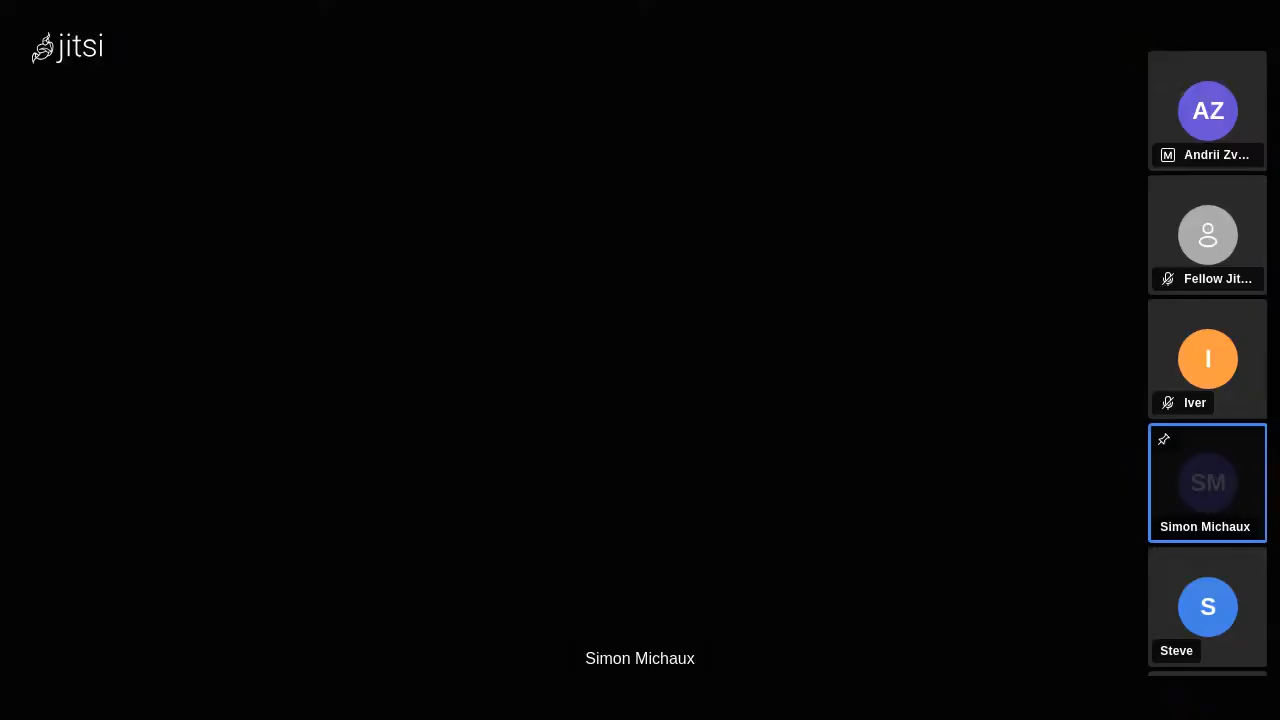 jitsi
AZ
M Andrii Zv...
Fellow Jit...
I
Iver
SM
Simon Michaux
S
Steve
Simon Michaux